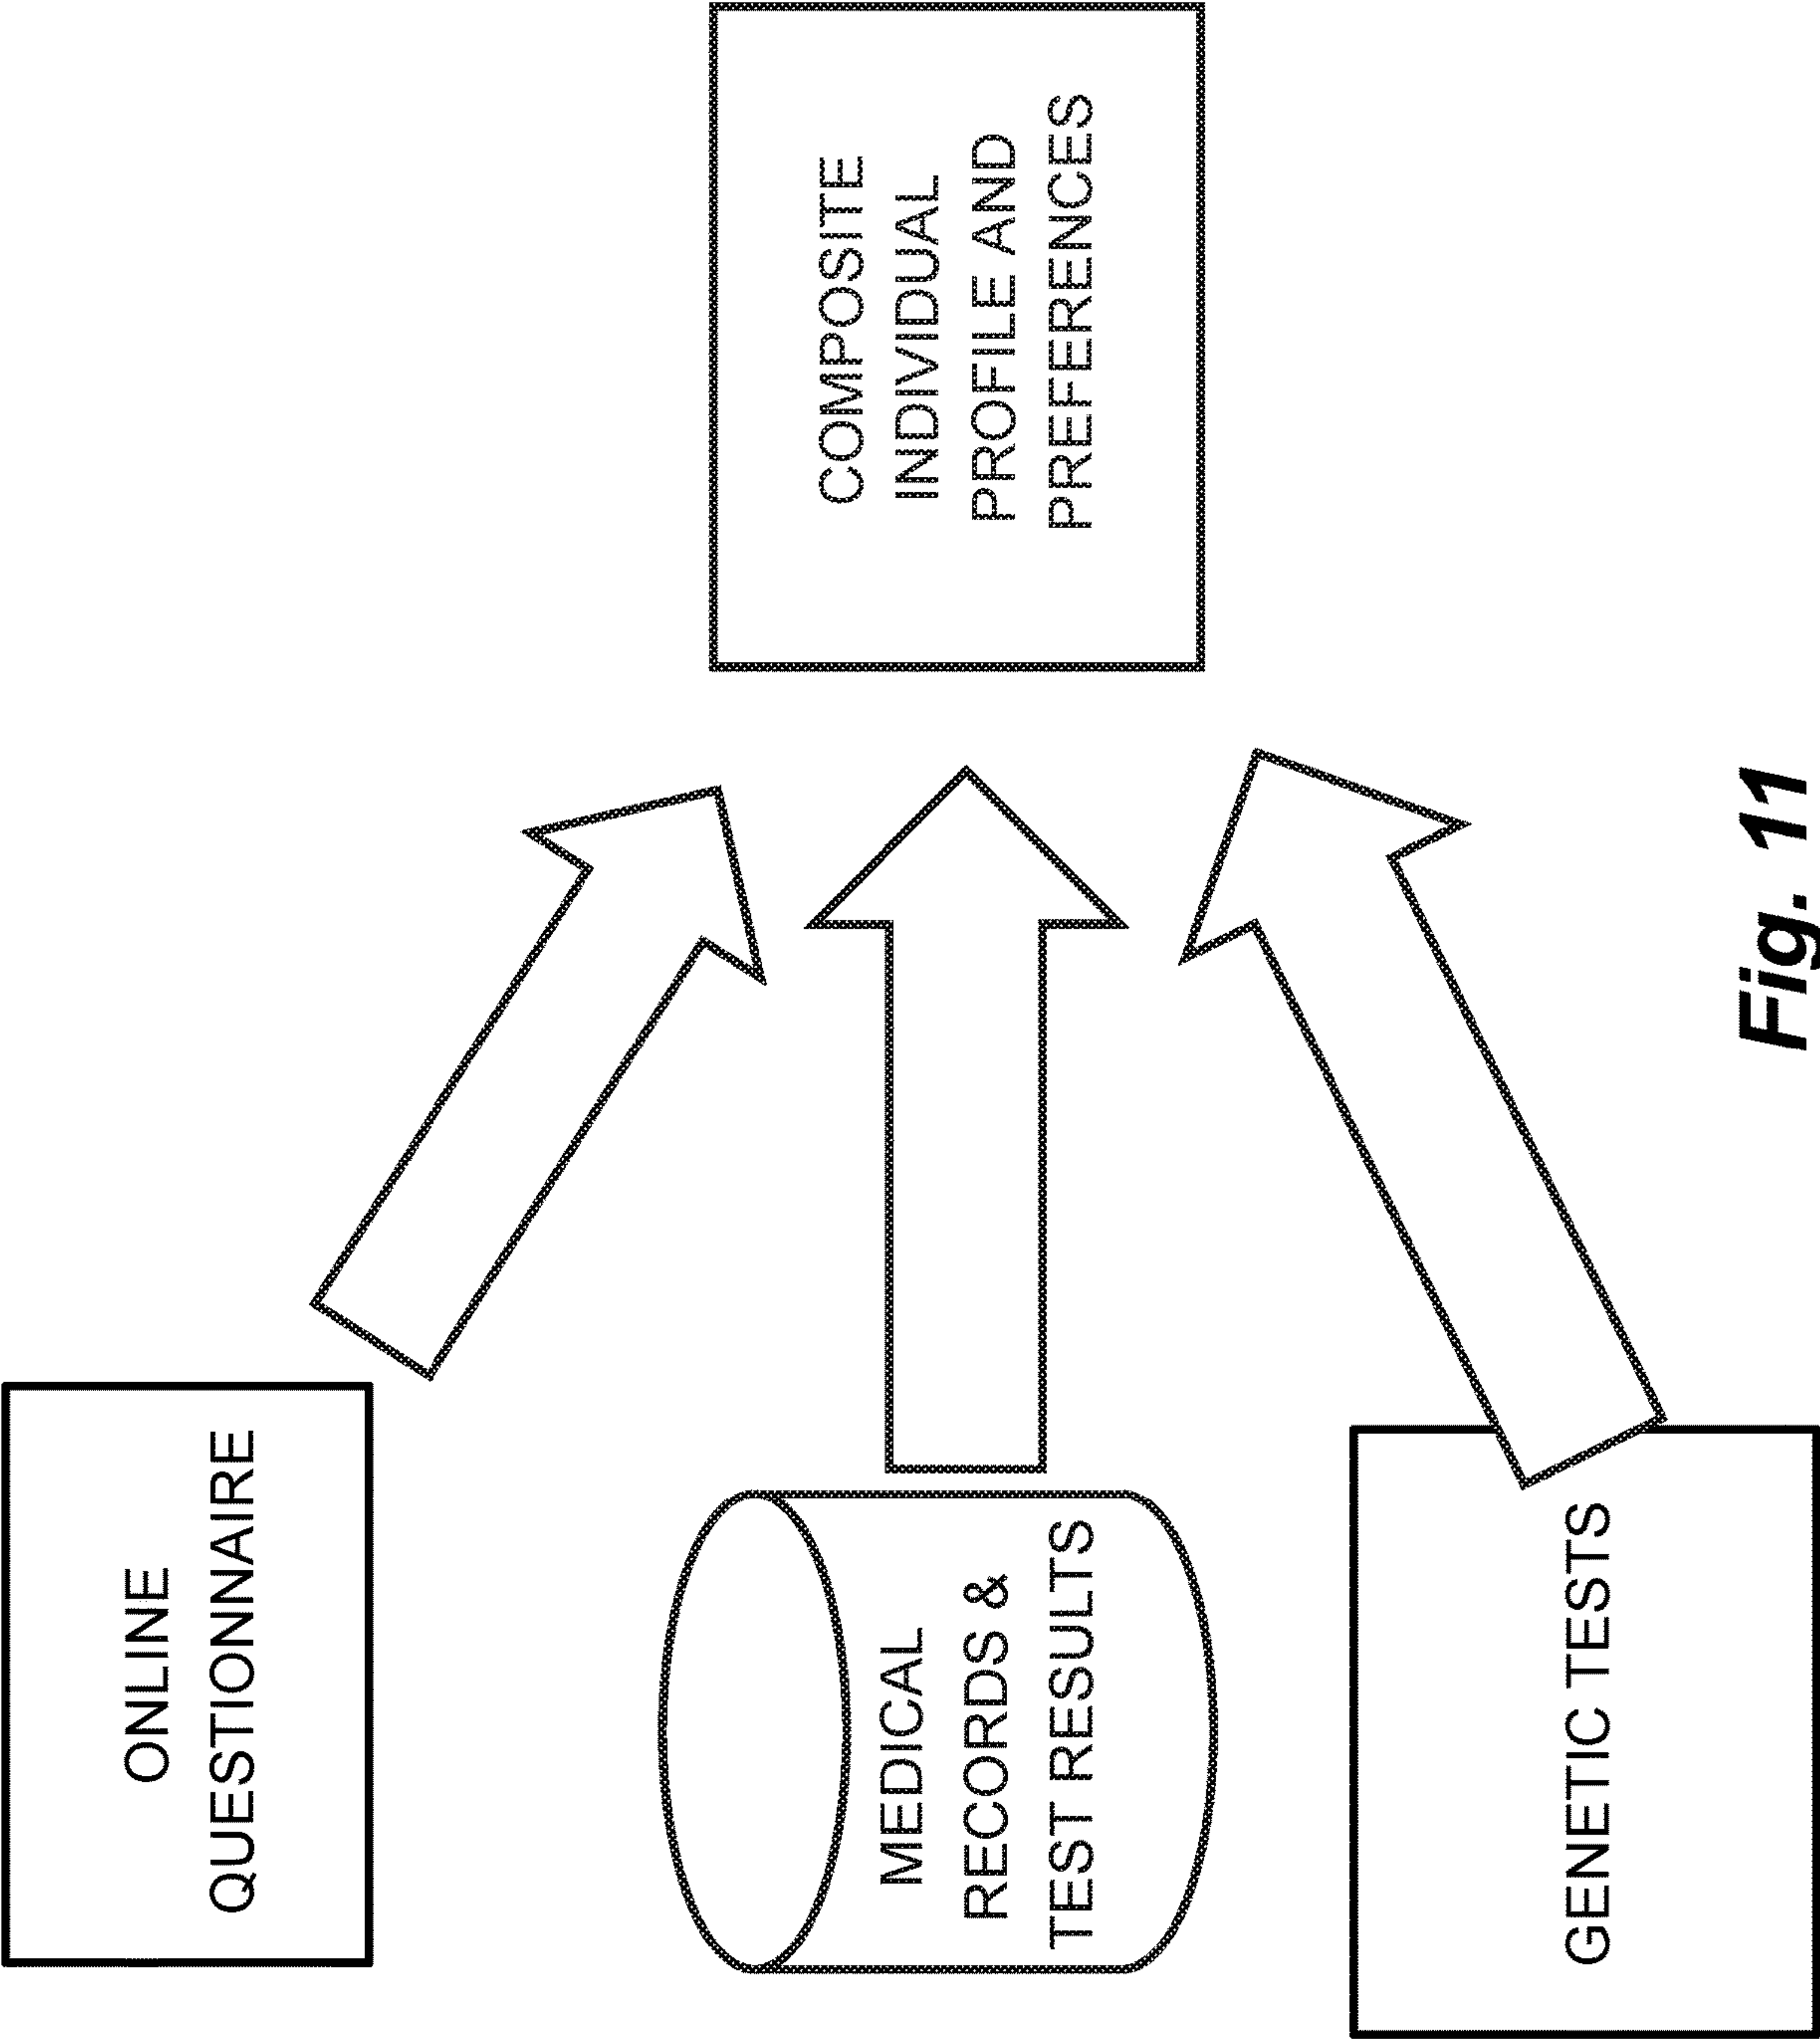 ONLINE
QUESTIONNAIRE
MEDICAL
RECORDS &
TEST RESULTS
GENETIC TESTS
COMPOSITE
INDIVIDUAL
PROFILE AND
PREFERENCES
Fig. 11